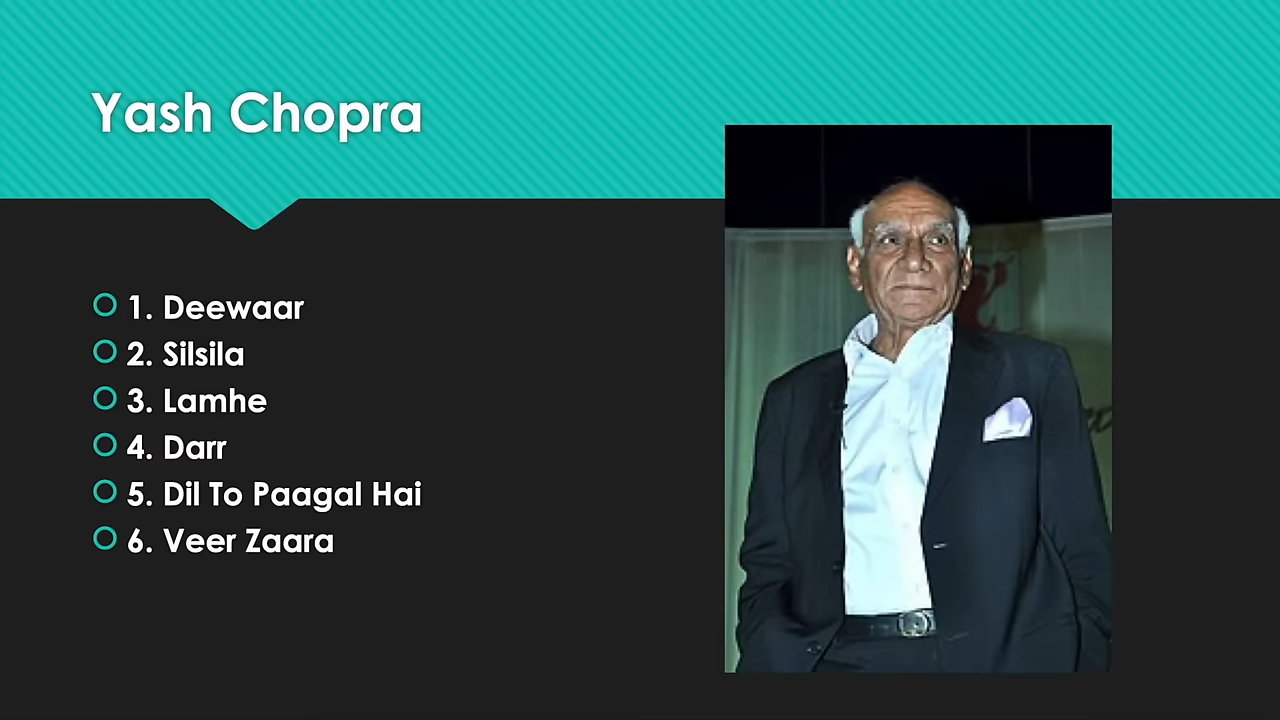 Yash Chopra
1. Deewaar
2. Silsila
3. Lamhe
4. Darr
5. Dil To Paagal Hai
6. Veer Zaara